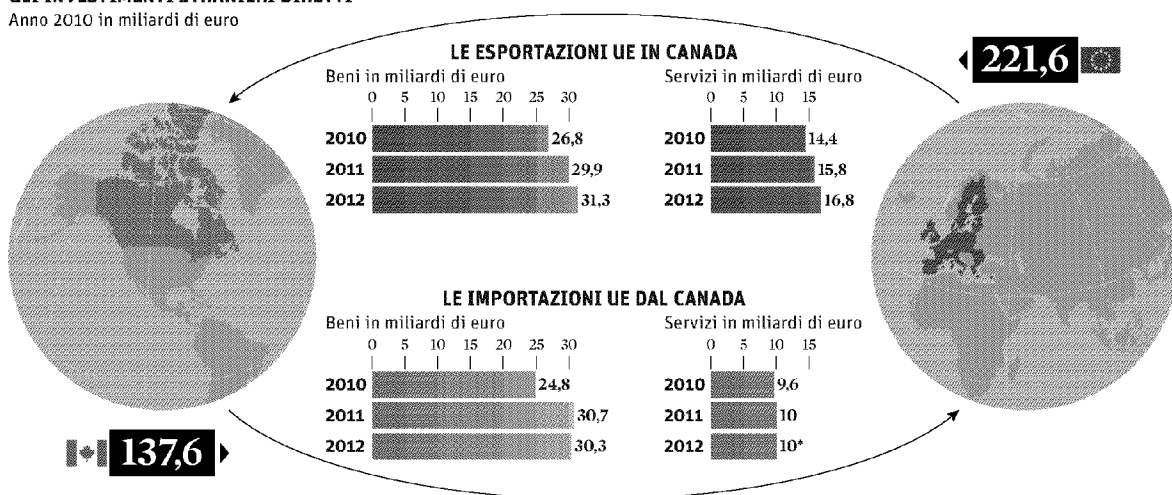 Anno 2010 in miliardi di euro
LE ESPORTAZIONI UE IN CANADA
221,6
Beni in miliardi di euro
0 5 10 15 20 25 30
2010 26,8
2011 29,9
2012 31,3
Servizi in miliardi di euro
0 5 10 15
2010 14,4
2011 15,8
2012 16,8
LE IMPORTAZIONI UE DAL CANADA
Beni in miliardi di euro
0 5 10 15 20 25 30
2010 24,8
2011 30,7
2012 30,3
Servizi in miliardi di euro
0 5 10 15
2010 9,6
2011 10
2012 10*
137,6